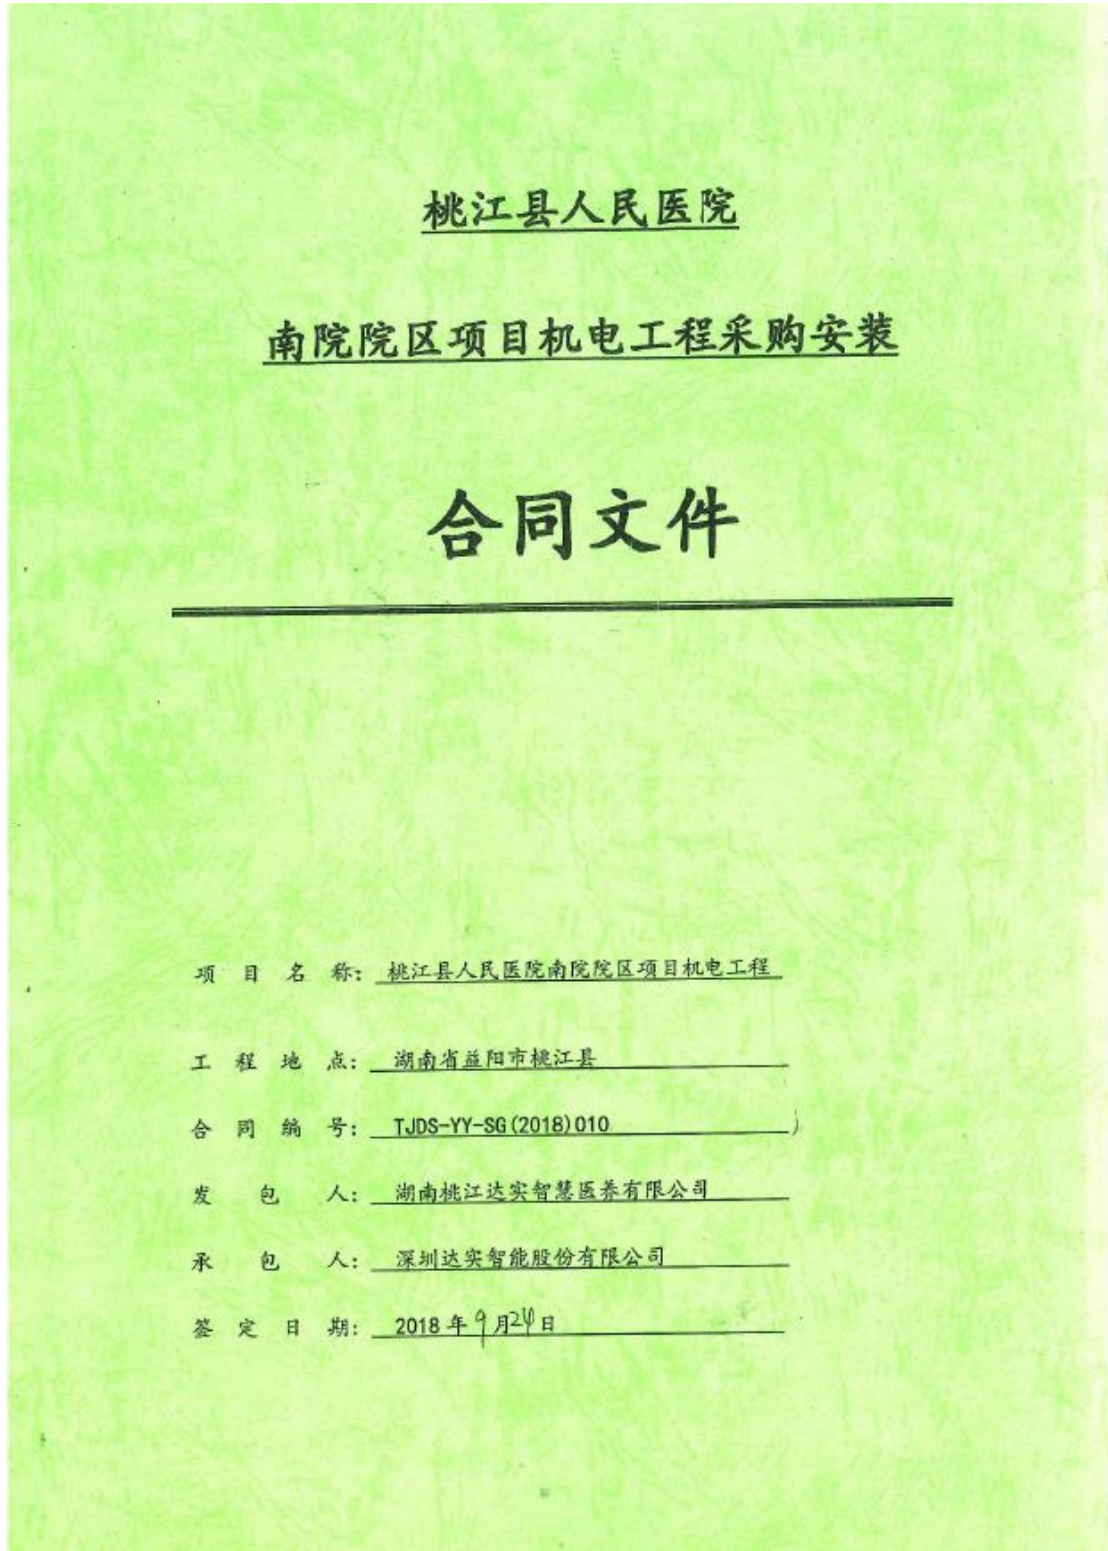 桃江县人民医院
南院院区项目机电工程采购安装
合同文件
项目名称: 桃江县人民医院南院院区项目机电工程
工程地点: 湖南省益阳市桃江县
合同编号: TJDS-YY-SG(2018)010
发包人: 湖南桃江达实智慧医养有限公司
承包人: 深圳达实智能股份有限公司
签定日期: 2018年9月24日